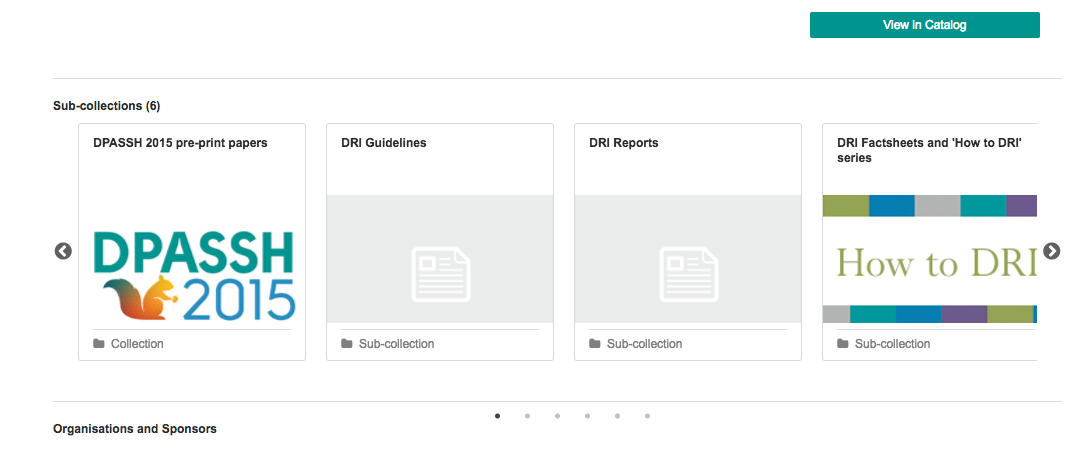 View in Catalog
Sub-collections (6)
DPASSH 2015 pre-print papers
DRI Guidelines
DRI Reports
DRI Factsheets and 'How to DRI'
series
DPASSH
2015
How to DRI
Collection
Sub-collection
Sub-collection
Sub-collection
Organisations and Sponsors